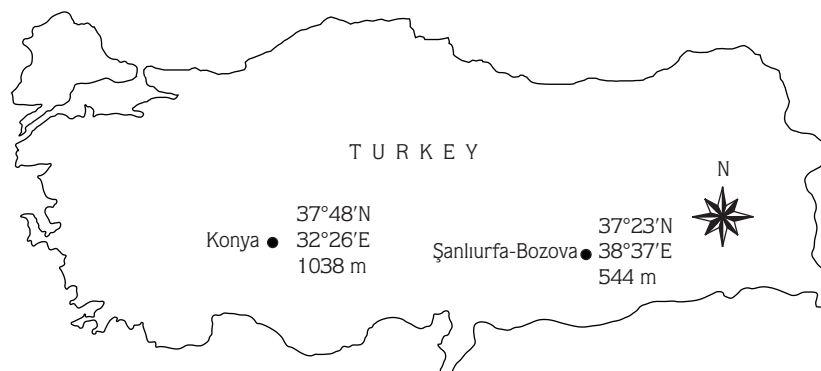 TURKEY
N
Konya
37°48'N
32°26'E
1038 m
Şanlıurfa-Bozova
37°23'N
38°37'E
544 m